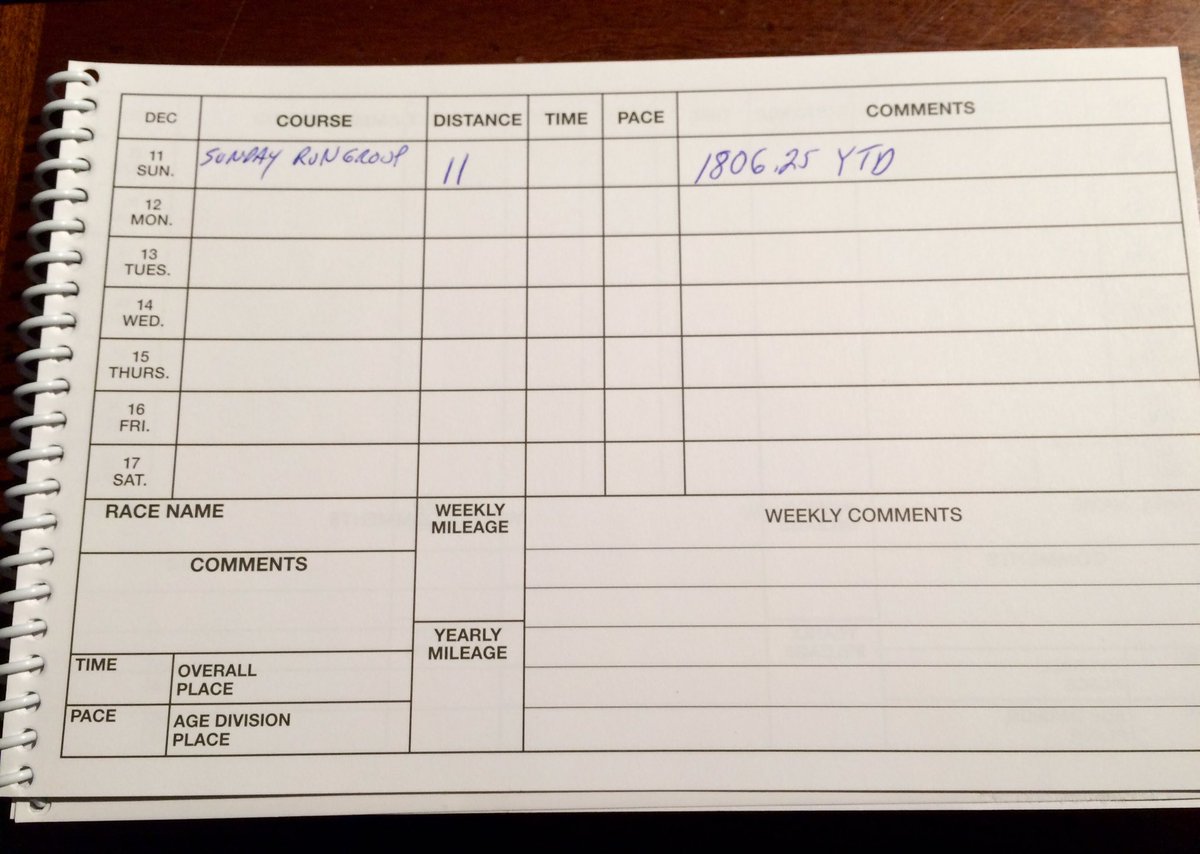 DEC COURSE DISTANCE TIME PACE COMMENTS
11 SUN. SUNDAY RUN GROUP 11 1806.25 YTD
12 MON.
13 TUES.
14 WED.
15 THURS.
16 FRI.
17 SAT.
RACE NAME
COMMENTS
TIME
OVERALL
PLACE
PACE
AGE DIVISION
PLACE
WEEKLY
MILEAGE
YEARLY
MILEAGE
WEEKLY COMMENTS